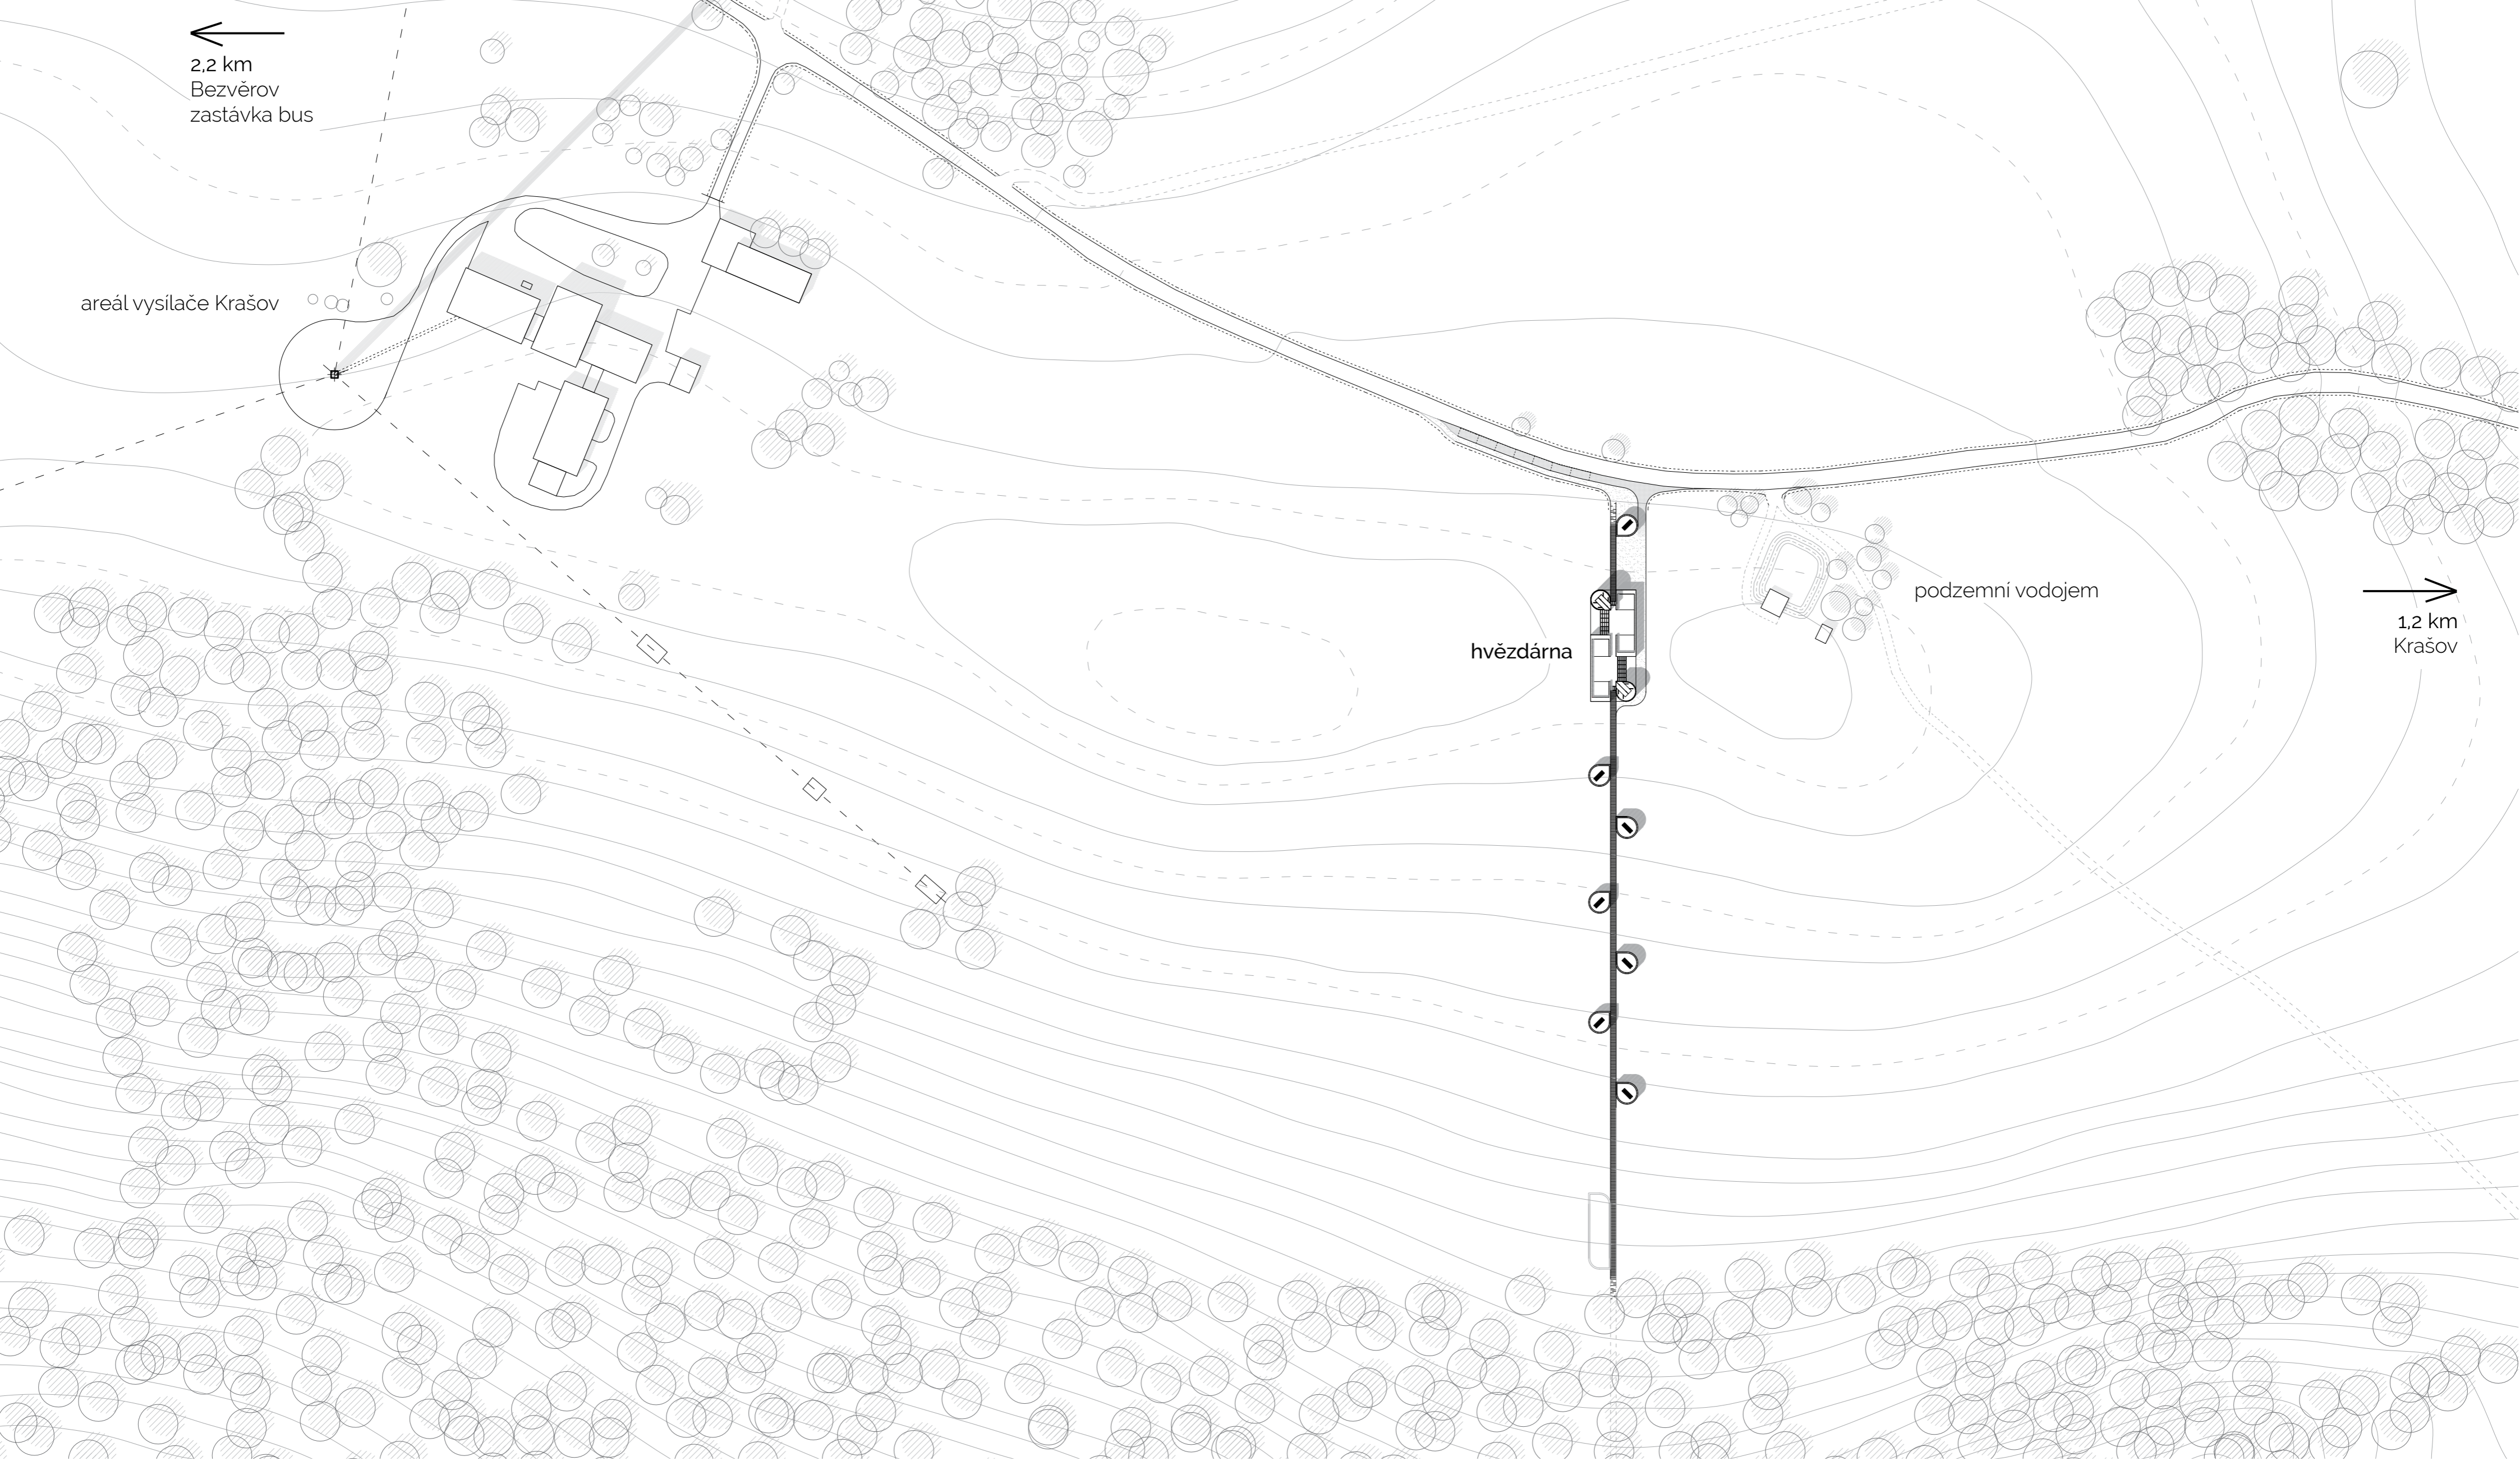 2,2 km
Bezvěrov
zastávka bus
areál vysílače Krašov
podzemní vodojem
hvězdárna
1,2 km
Krašov